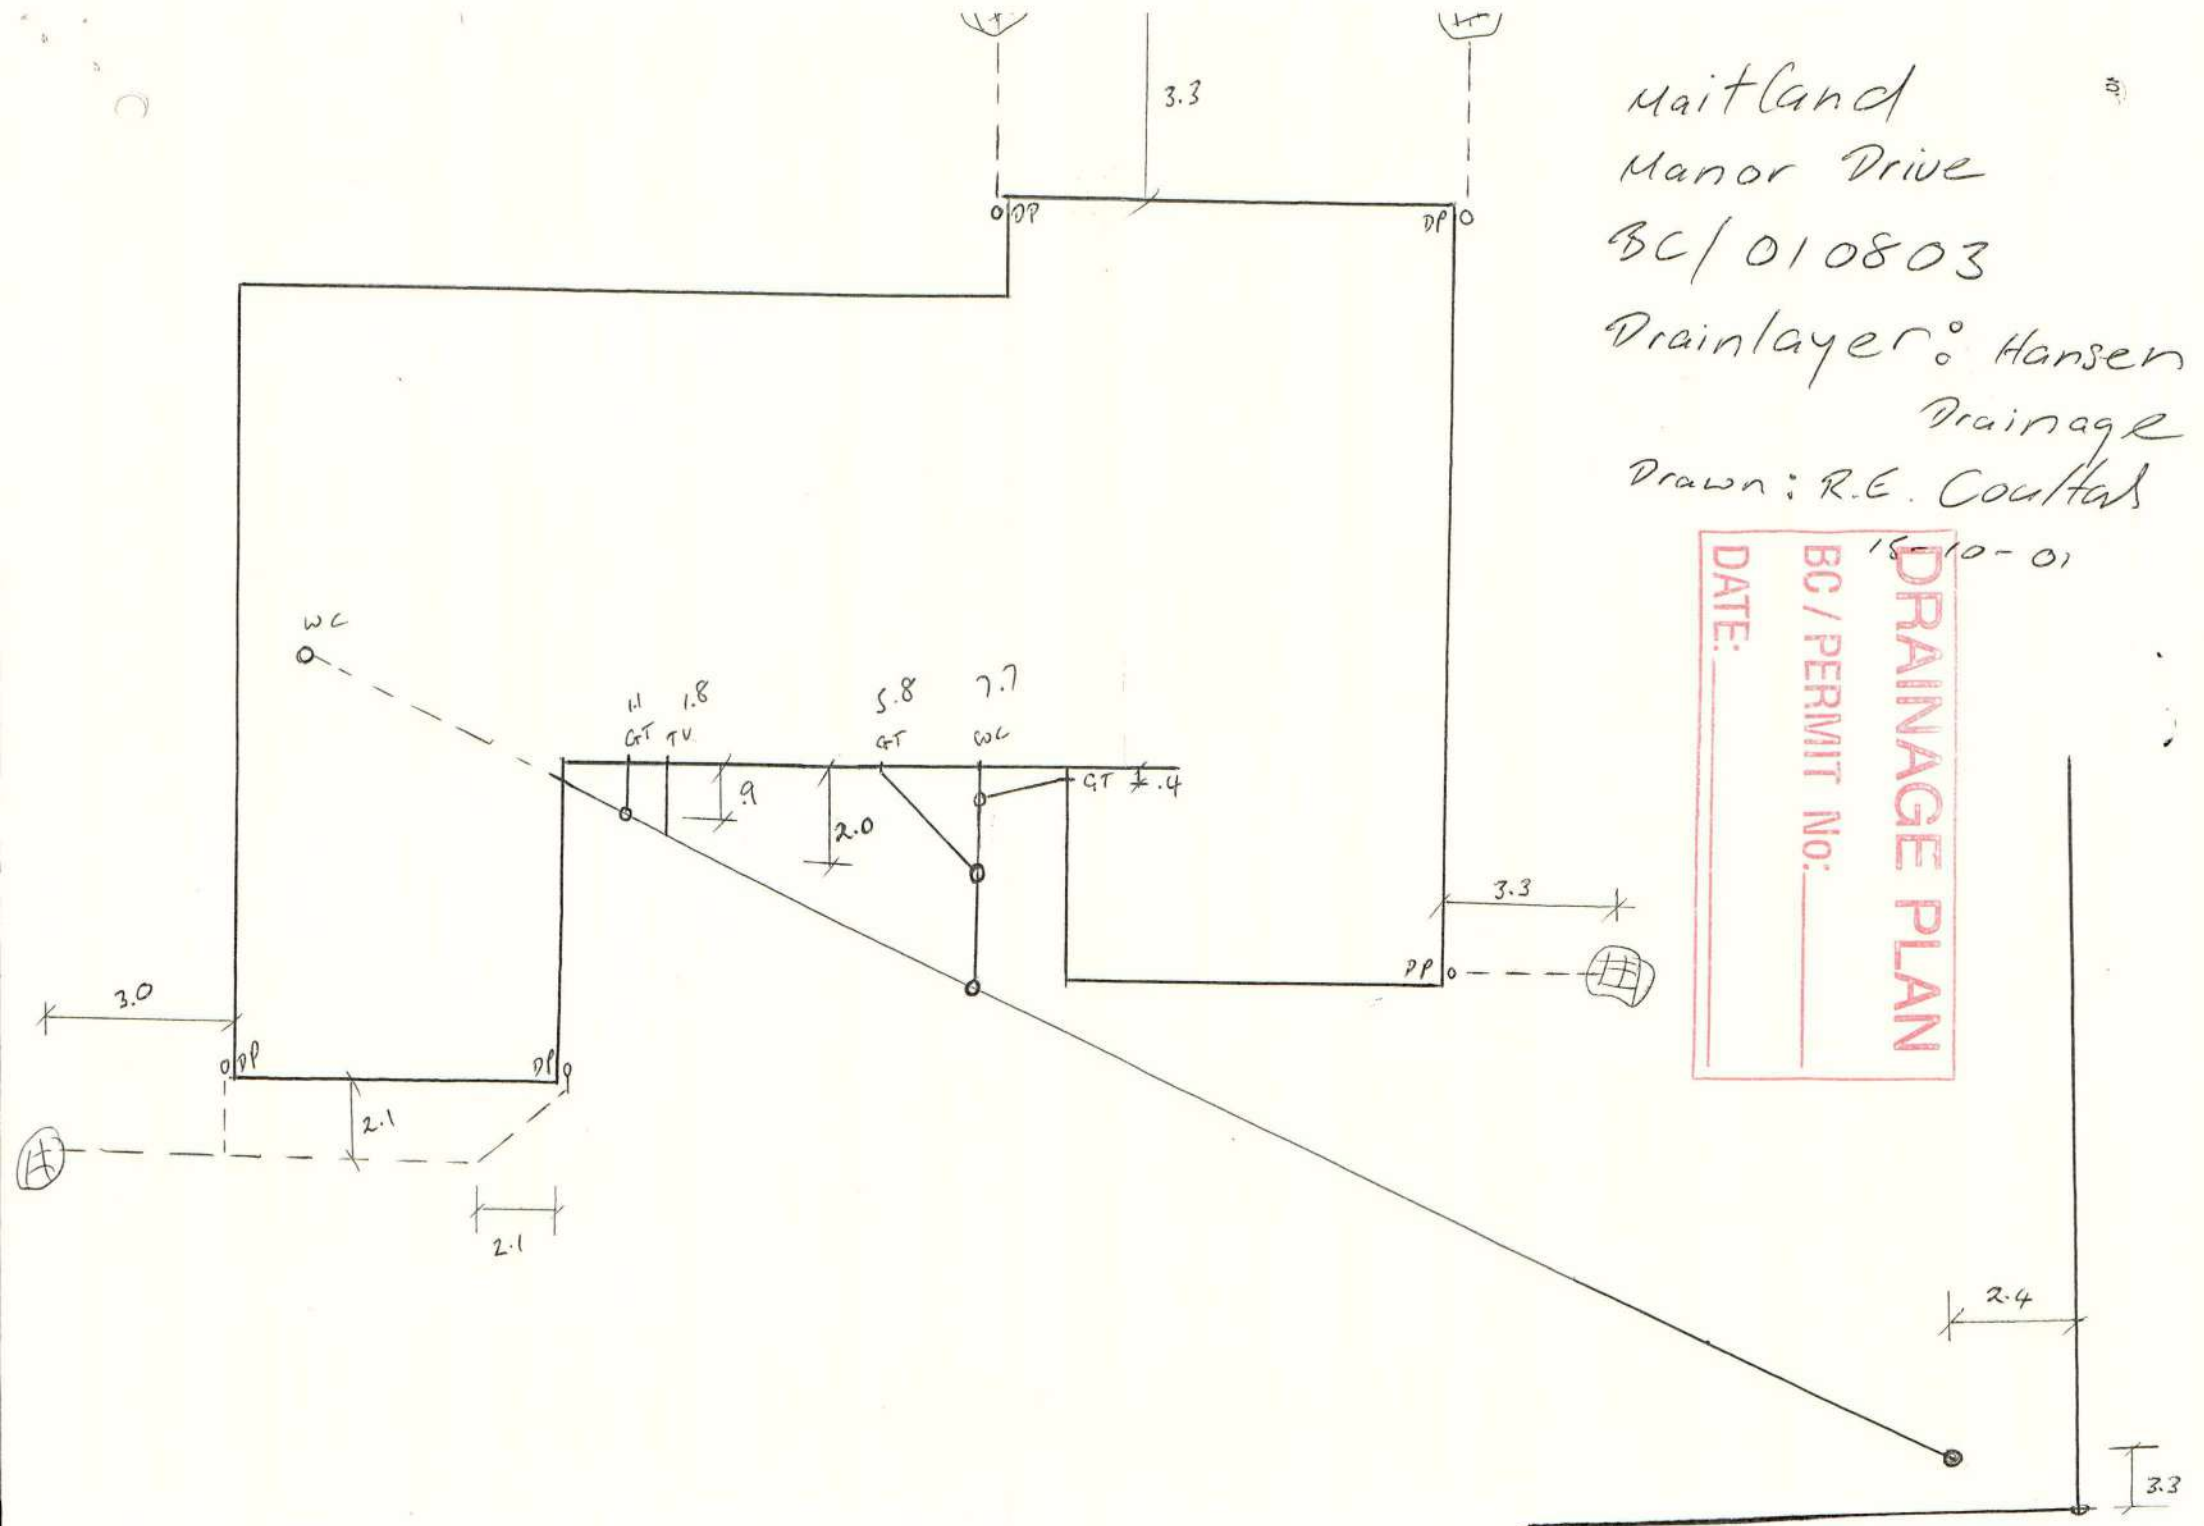 3.3
Maitland
Manor Drive
BC/010803
Drainlayer: Hansen
Drainage
Drawn: R.E.
15-10-01
DRAINAGE PLAN
BC / PERMIT No:
DATE:
DP
DP
WC
1.1
1.8
5.8
7.7
GT
TV
GT
WC
.9
2.0
GT
.4
3.3
DP
3.0
DP
DP
2.1
2.1
2.4
3.3